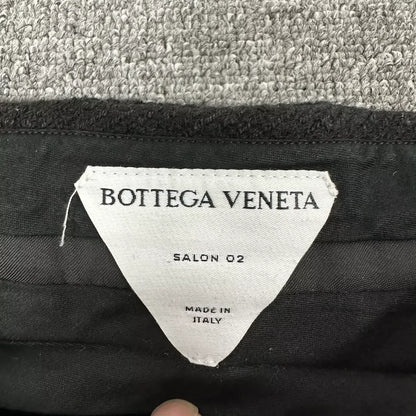 BOTTEGA VENETA
SALON 02
MADE IN
ITALY